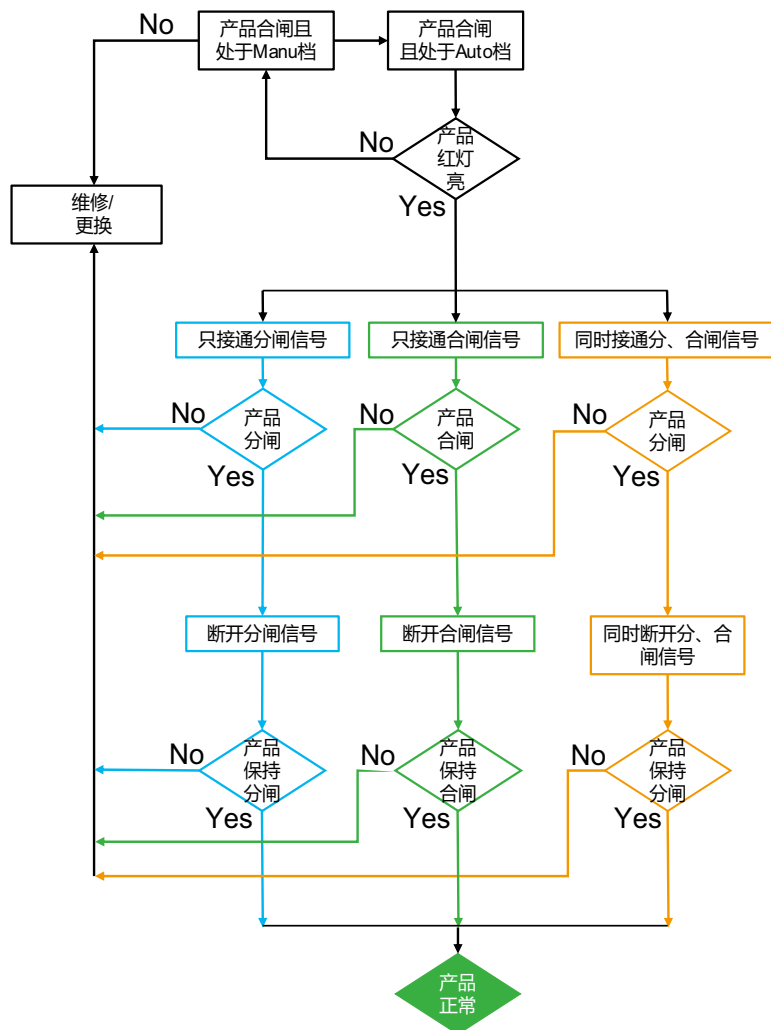 No
产品合闸且
处于Manu档
产品合闸
且处于Auto档
No
产品
红灯
亮
Yes
维修/
更换
只接通分闸信号
只接通合闸信号
同时接通分、合闸信号
No
产品
分闸
Yes
No
产品
合闸
Yes
No
产品
分闸
Yes
断开分闸信号
断开合闸信号
同时断开分、合
闸信号
No
产品
保持
分闸
Yes
No
产品
保持
合闸
Yes
No
产品
保持
分闸
Yes
产品
正常